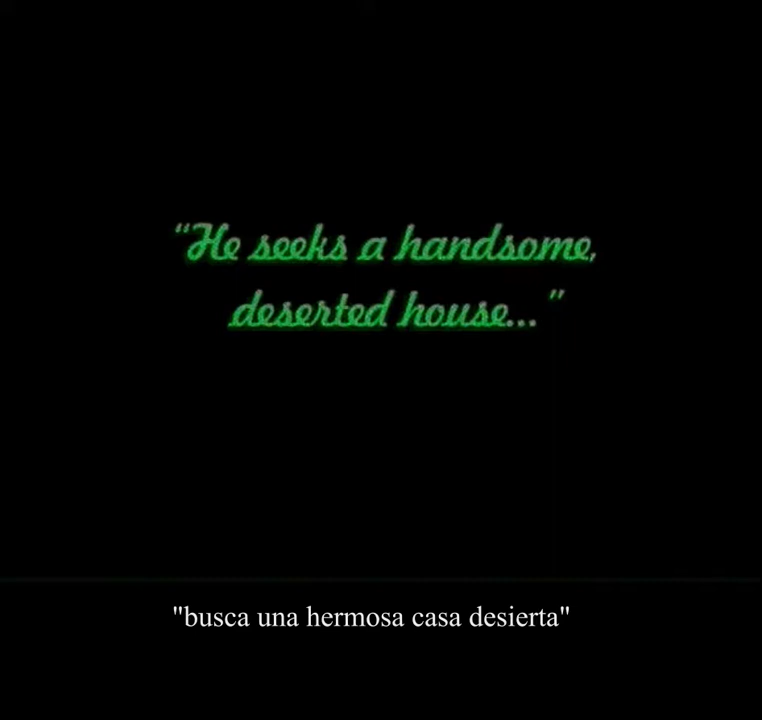 "He seeks a handsome,
deserted house..."
"busca una hermosa casa desierta"